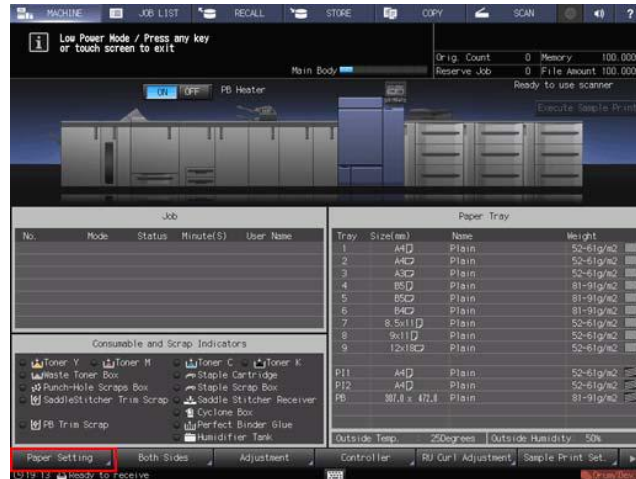 MACHINE JOB LIST RECALL STORE COPY SCAN ?
Low Power Mode / Press any key
or touch screen to exit
Main Body
Orig. Count 0 Memory 100.000
Reserve Job 0 File Amount 100.000
Ready to use scanner
ON OFF PB Heater
Execute Sample Print
Job
No. Mode Status Minute(S) User Name
Paper Tray
Tray Size(mm) Name Weight
1 A4 Plain 52-61g/m2
2 A4 Plain 52-61g/m2
3 A3 Plain 52-61g/m2
4 B5 Plain 81-91g/m2
5 B5 Plain 81-91g/m2
6 B4 Plain 81-91g/m2
7 8.5x11 Plain 52-61g/m2
8 9x11 Plain 52-61g/m2
9 12x18 Plain 52-61g/m2
PI1 A4 Plain 52-61g/m2
PI2 A4 Plain 52-61g/m2
PB 307.0 x 472.0 Plain 81-91g/m2
Consumable and Scrap Indicators
Toner Y Toner M Toner C Toner K
Waste Toner Box Staple Cartridge
Punch-Hole Scraps Box Staple Scrap Box
SaddleStitcher Trim Scrap Saddle Stitcher Receiver
Cyclone Box
PB Trim Scrap Perfect Binder Glue
Humidifier Tank
Outside Temp. 25Degrees Outside Humidity 50%
Paper Setting Both Sides Adjustment Controller RU Curl Adjustment Sample Print Set.
19:13 Ready to receive